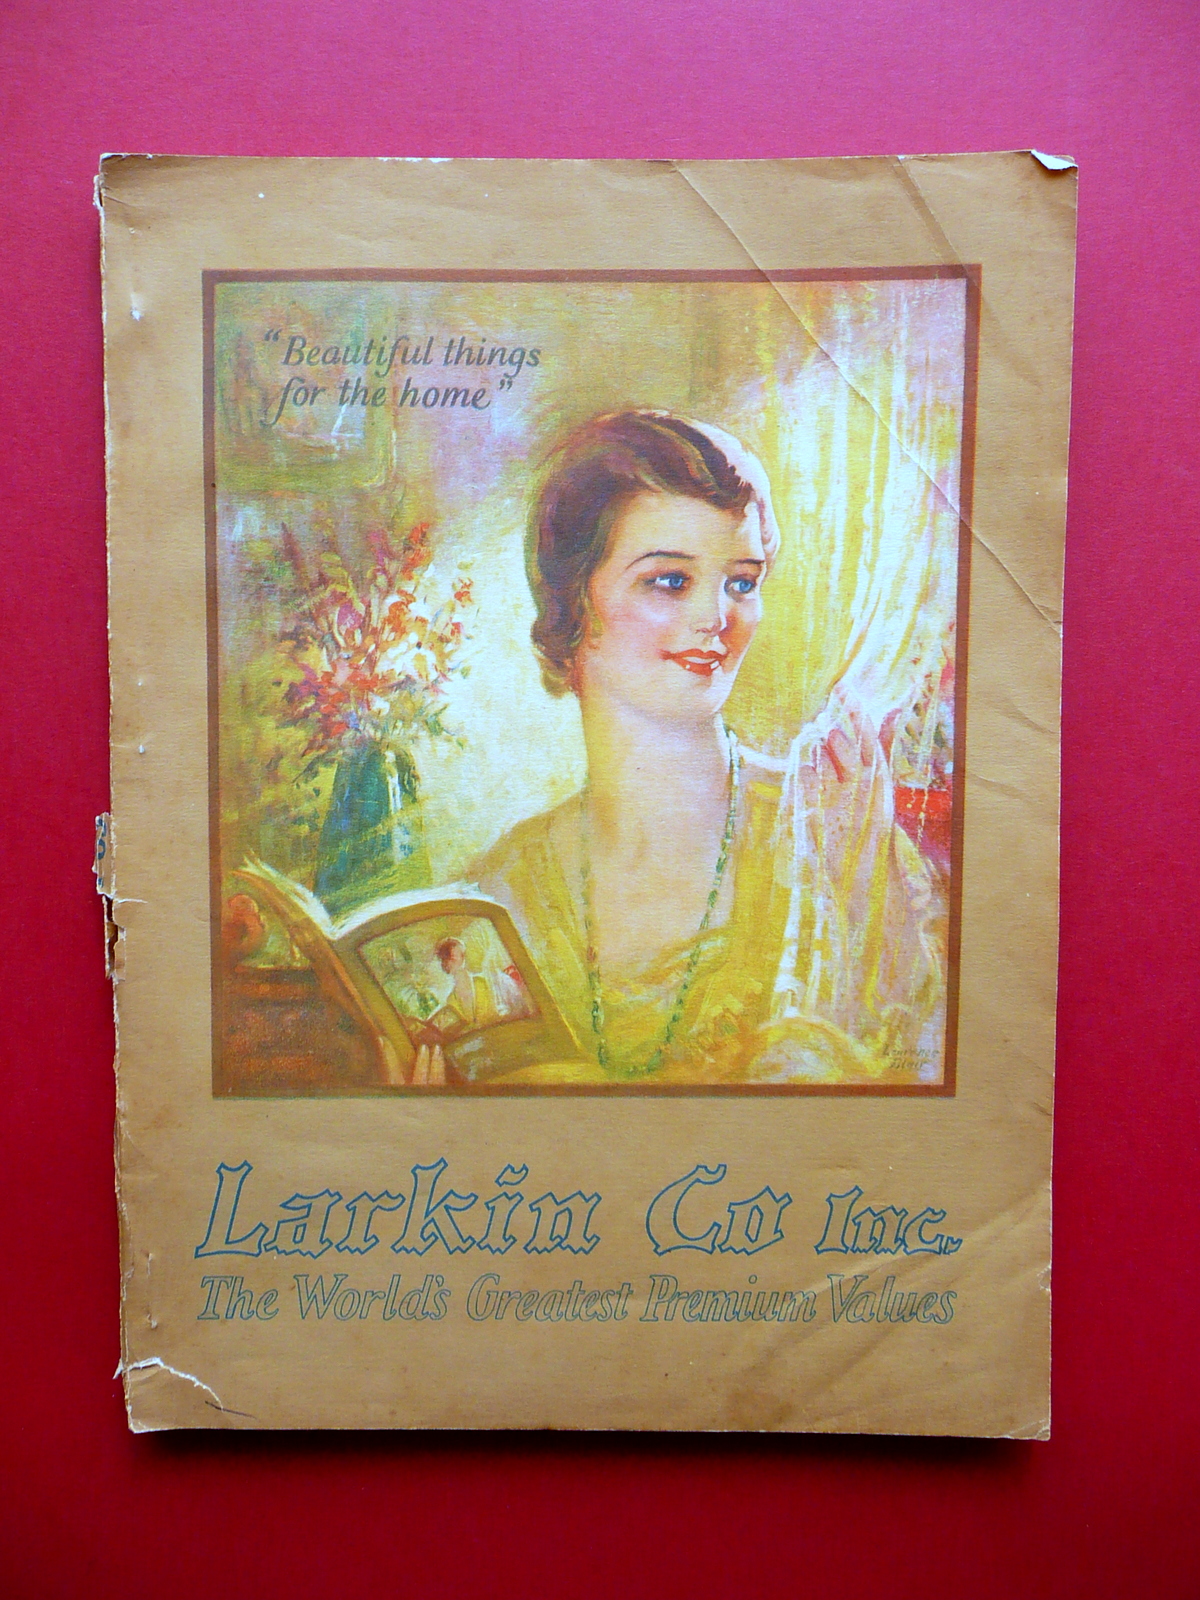 "Beautiful things
for the home"
Larkin Co Inc.
The World's Greatest Premium Values